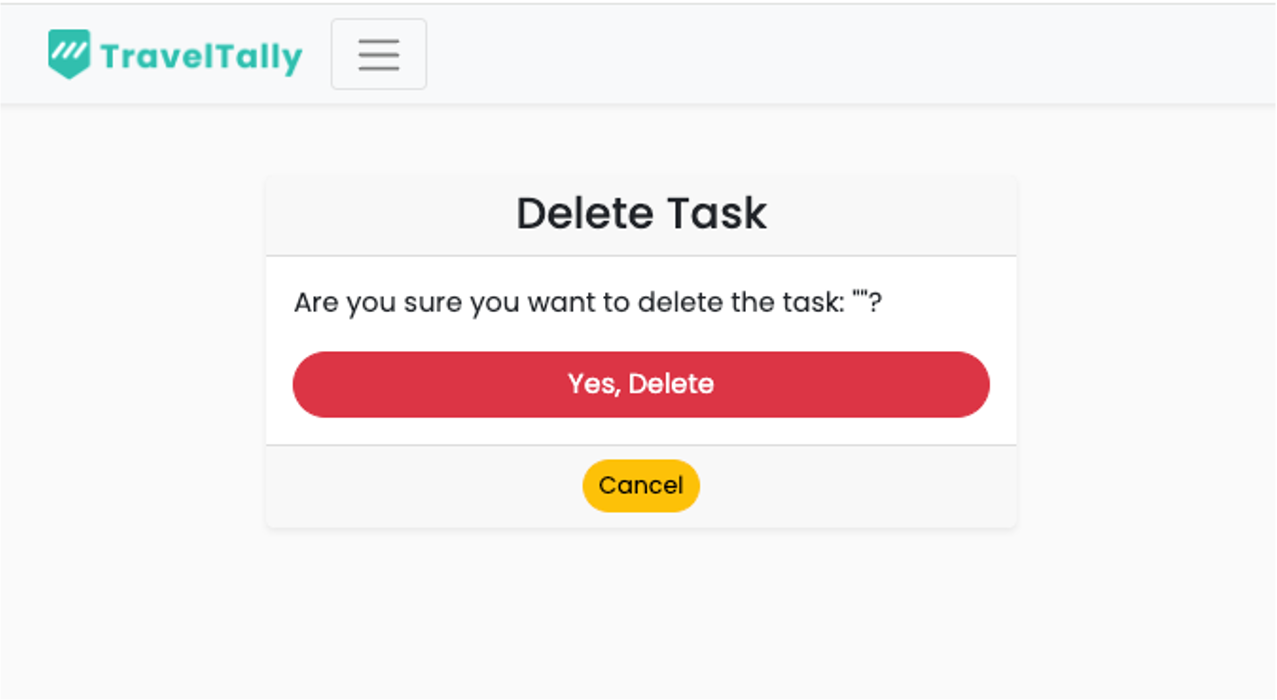 TravelTally
Delete Task
Are you sure you want to delete the task: ""?
Yes, Delete
Cancel